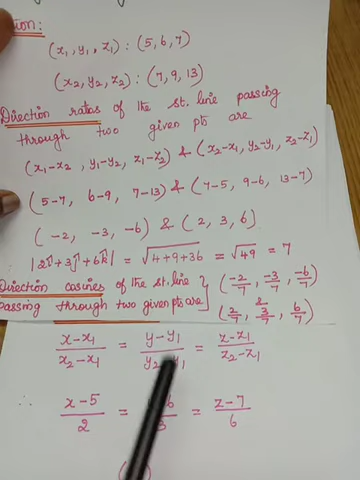 tion:
(x₁, y₁, z₁) : (5, 6, 7)
(x₂, y₂, z₂) : (7, 9, 13)
Direction ratios of the st. line passing
through two given pts are
(x₁-x₂, y₁-y₂, z₁-z₂) & (x₂-x₁, y₂-y₁, z₂-z₁)
(5-7, 6-9, 7-13) & (7-5, 9-6, 13-7)
(-2, -3, -6) & (2, 3, 6)
|2i+3j+6k| = √4+9+36 = √49 = 7
Direction cosines of the st. line (-2/7, -3/7, -6/7)
passing through two given pts are & (2/7, 3/7, 6/7)
x-x₁/x₂-x₁ = y-y₁/y₂-y₁ = z-z₁/z₂-z₁
x-5/2 = 6/3 = z-7/6